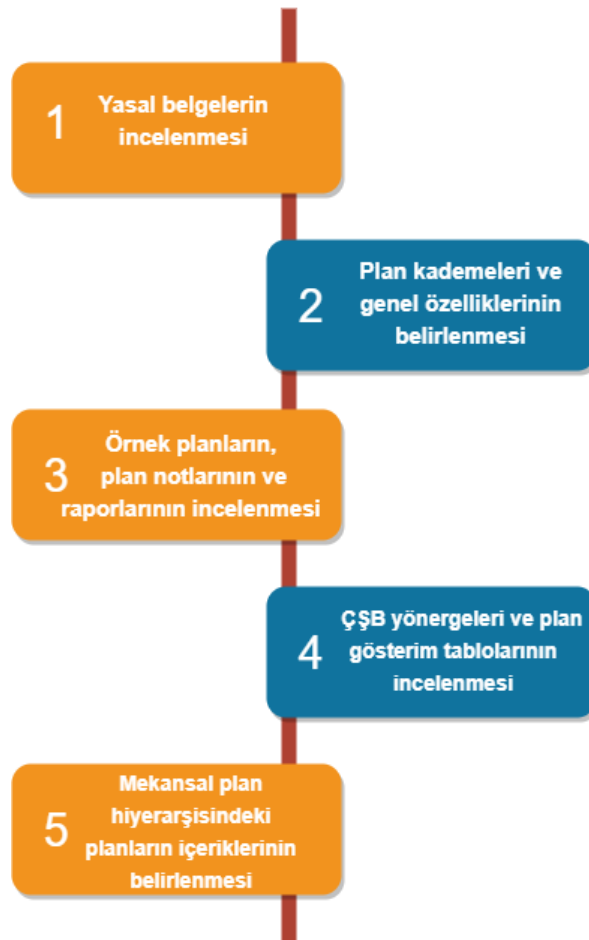 1
Yasal belgelerin
incelenmesi
2
Plan kademeleri ve
genel özelliklerinin
belirlenmesi
3
Örnek planların,
plan notlarının ve
raporlarının incelenmesi
4
ÇŞB yönergeleri ve plan
gösterim tablolarının
incelenmesi
5
Mekansal plan
hiyerarşisindeki
planların içeriklerinin
belirlenmesi